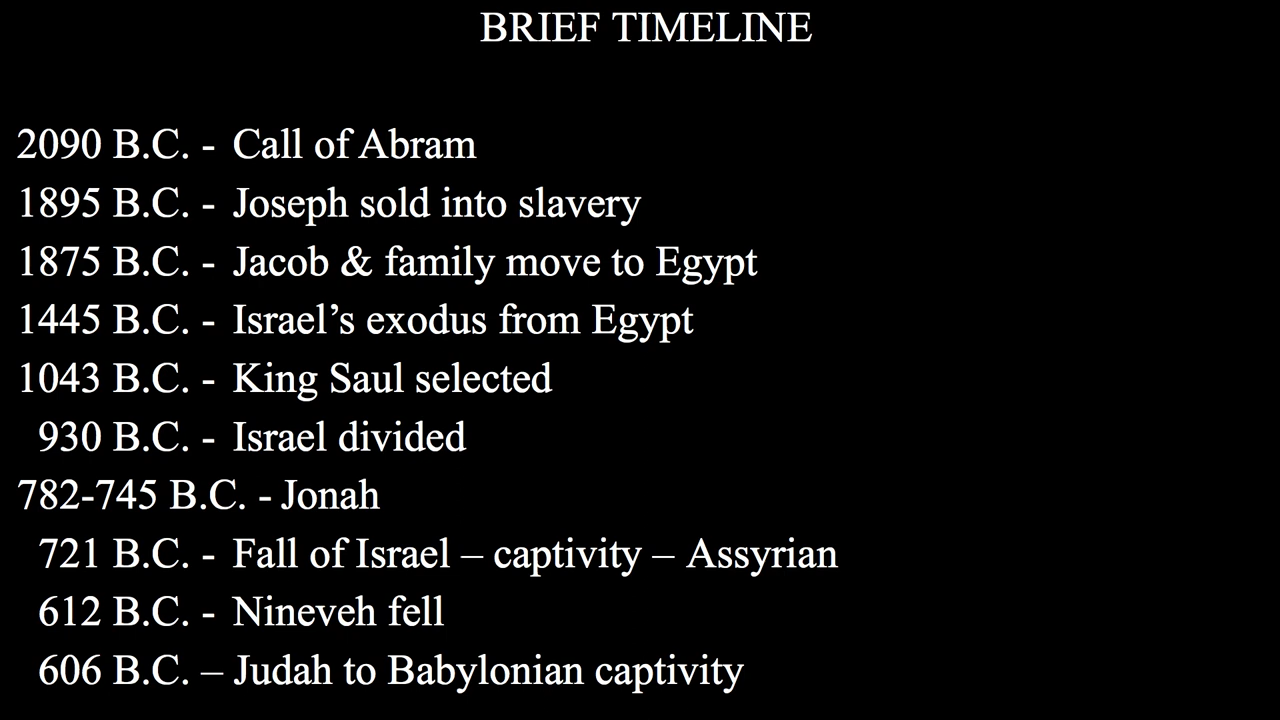 BRIEF TIMELINE
2090 B.C. - Call of Abram
1895 B.C. - Joseph sold into slavery
1875 B.C. - Jacob & family move to Egypt
1445 B.C. - Israel’s exodus from Egypt
1043 B.C. - King Saul selected
930 B.C. - Israel divided
782-745 B.C. - Jonah
721 B.C. - Fall of Israel – captivity – Assyrian
612 B.C. - Nineveh fell
606 B.C. – Judah to Babylonian captivity